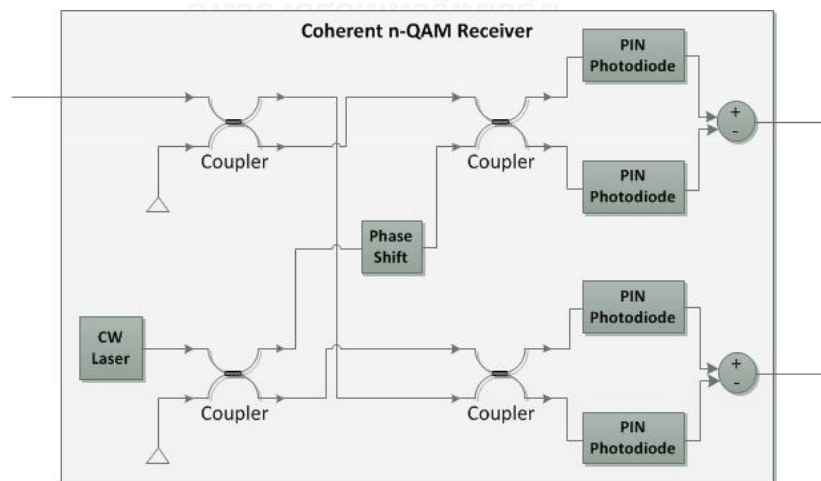 Coherent n-QAM Receiver
PIN
Photodiode
+
-
Coupler
Coupler
PIN
Photodiode
Phase
Shift
CW
Laser
PIN
Photodiode
+
-
Coupler
Coupler
PIN
Photodiode